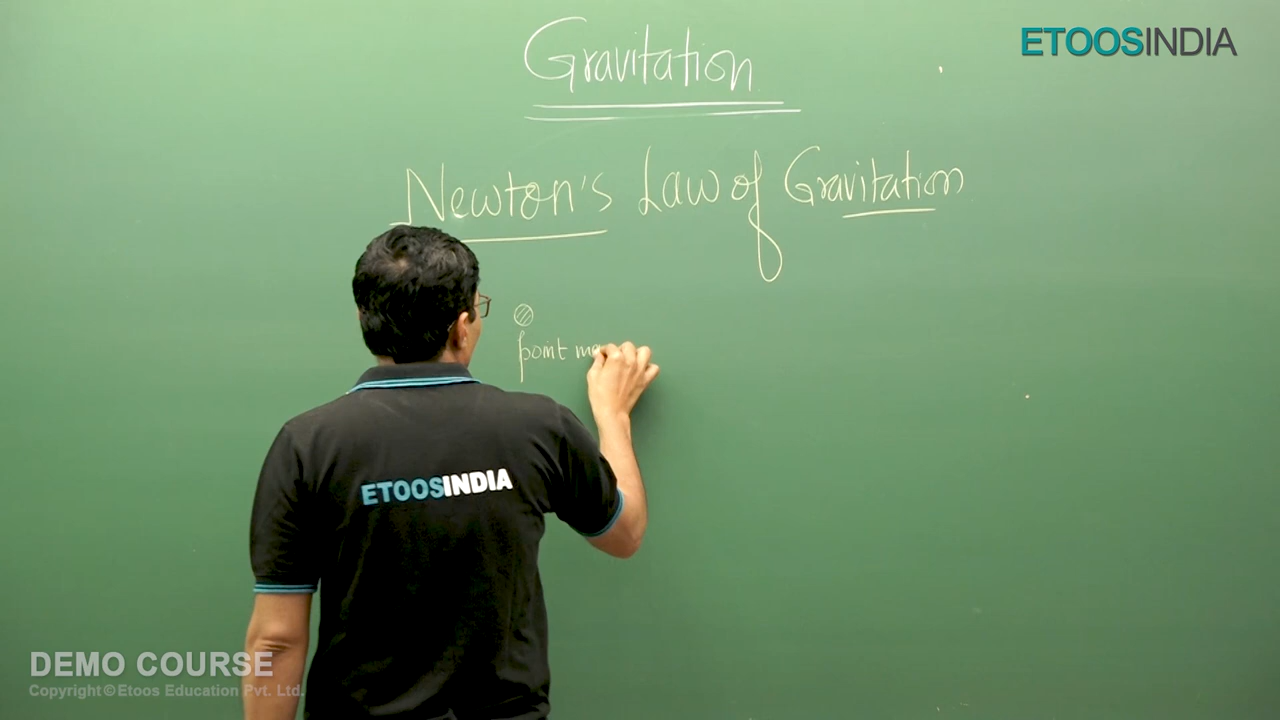 Gravitation
ETOOSINDIA
Newton's Law of Gravitation
point
ETOOSINDIA
DEMO COURSE
Copyright © Etoos Education Pvt. Ltd.